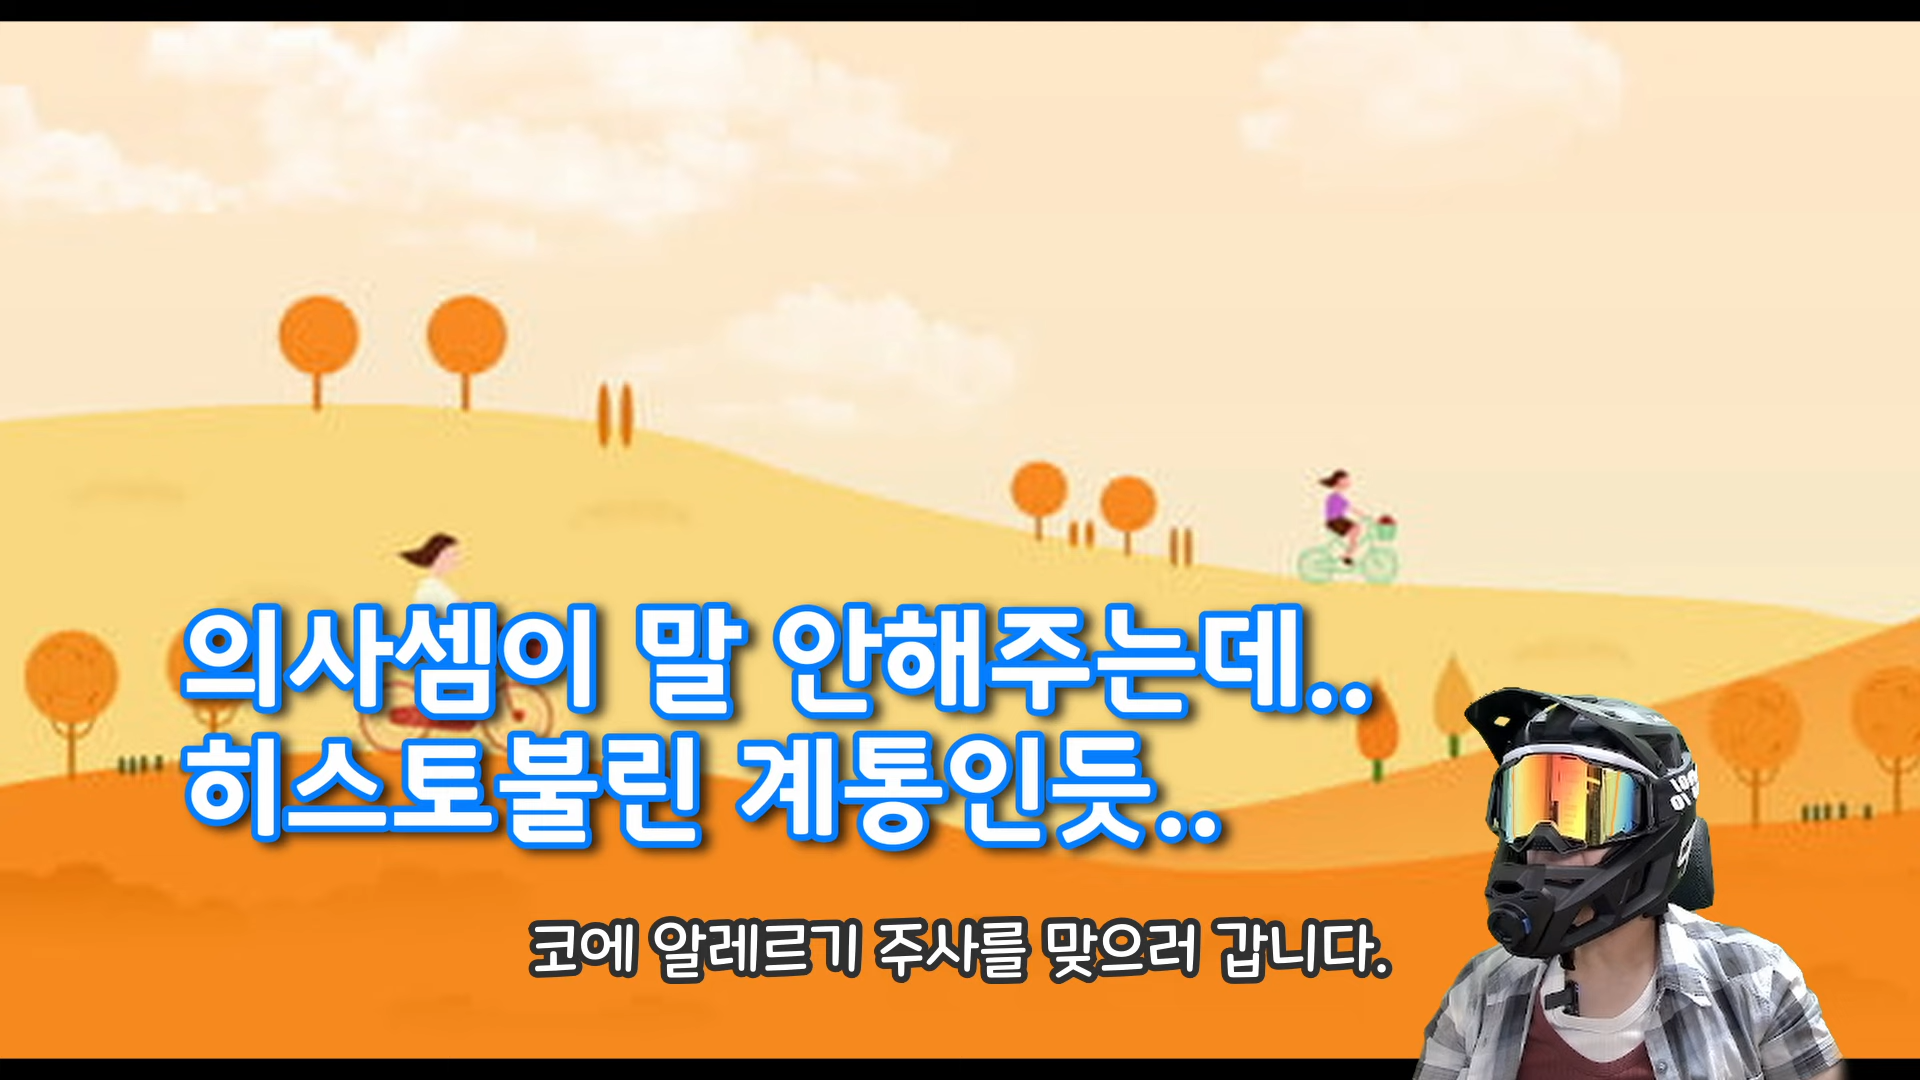 의사셈이 말 안해주는데..
히스토불린 계통인듯..
코에 알레르기 주사를 맞으러 갑니다.